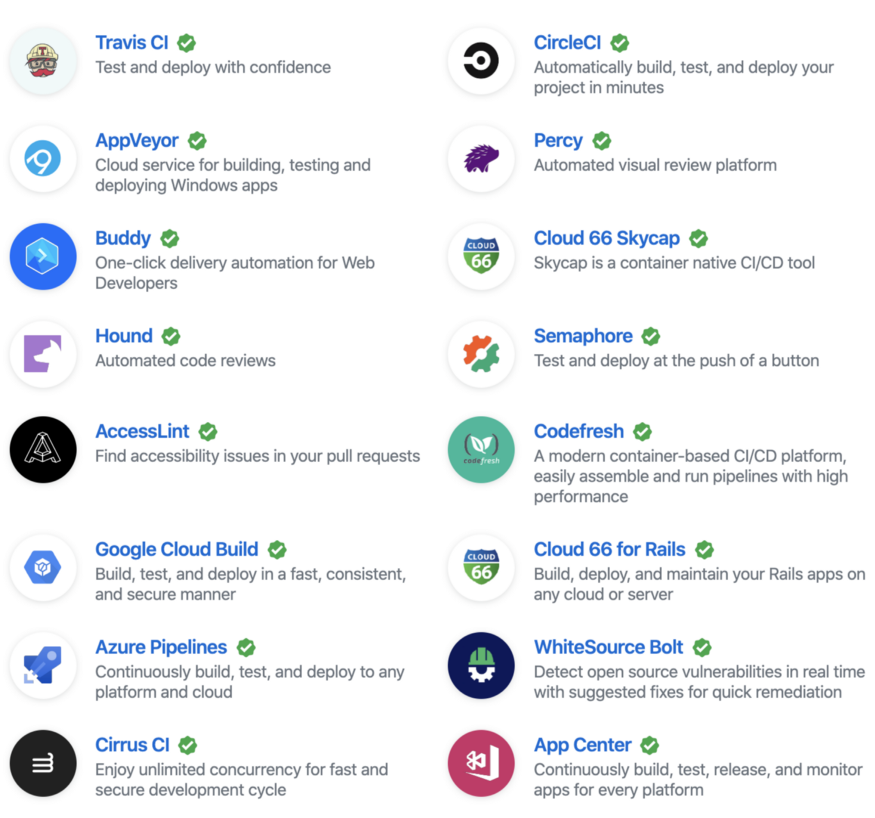 Travis CI
Test and deploy with confidence
CircleCI
Automatically build, test, and deploy your
project in minutes
AppVeyor
Cloud service for building, testing and
deploying Windows apps
Percy
Automated visual review platform
Buddy
One-click delivery automation for Web
Developers
CLOUD
66
Cloud 66 Skycap
Skycap is a container native CI/CD tool
Hound
Automated code reviews
Semaphore
Test and deploy at the push of a button
AccessLint
Find accessibility issues in your pull requests
codefresh
Codefresh
A modern container-based CI/CD platform,
easily assemble and run pipelines with high
performance
Google Cloud Build
Build, test, and deploy in a fast, consistent,
and secure manner
CLOUD
66
Cloud 66 for Rails
Build, deploy, and maintain your Rails apps on
any cloud or server
Azure Pipelines
Continuously build, test, and deploy to any
platform and cloud
WhiteSource Bolt
Detect open source vulnerabilities in real time
with suggested fixes for quick remediation
Cirrus CI
Enjoy unlimited concurrency for fast and
secure development cycle
App Center
Continuously build, test, release, and monitor
apps for every platform